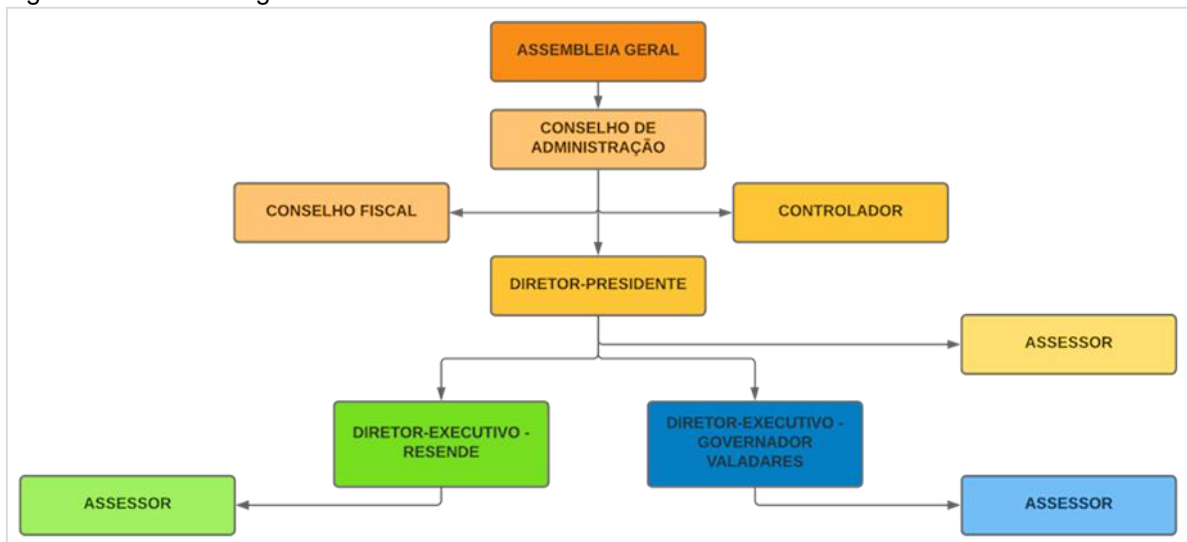 ASSEMBLEIA GERAL
CONSELHO DE
ADMINISTRAÇÃO
CONSELHO FISCAL
CONTROLADOR
DIRETOR-PRESIDENTE
ASSESSOR
DIRETOR-EXECUTIVO -
RESENDE
DIRETOR-EXECUTIVO -
GOVERNADOR
VALADARES
ASSESSOR
ASSESSOR